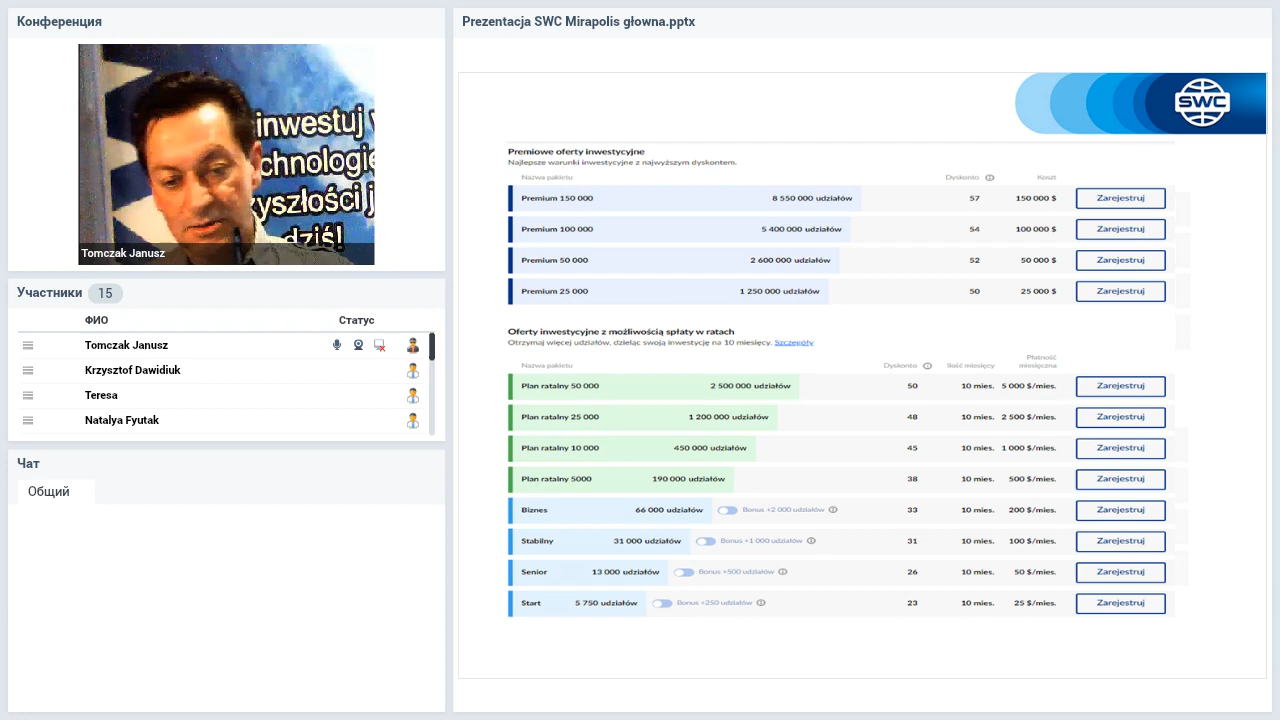 Конференция
inwestuj
chnologie
zyszłości j
dziś!
Tomczak Janusz
Участники 15
ФИО Статус
Tomczak Janusz
Krzysztof Dawidiuk
Teresa
Natalya Fyutak
Чат
Общий
Prezentacja SWC Mirapolis głowna.pptx
SWC
Premiowe oferty inwestycyjne
Najlepsze warunki inwestycyjne z najwyższym dyskontem.
Nazwa pakietu Dyskonto Koszt
Premium 150 000 8 550 000 udziałów 57 150 000 $ Zarejestruj
Premium 100 000 5 400 000 udziałów 54 100 000 $ Zarejestruj
Premium 50 000 2 600 000 udziałów 52 50 000 $ Zarejestruj
Premium 25 000 1 250 000 udziałów 50 25 000 $ Zarejestruj
Oferty inwestycyjne z możliwością spłaty w ratach
Otrzymaj więcej udziałów, dzieląc swoją inwestycję na 10 miesięcy. Szczegóły
Nazwa pakietu Dyskonto Ilość miesięcy Płatność miesięczna
Plan ratalny 50 000 2 500 000 udziałów 50 10 mies. 5 000 $/mies. Zarejestruj
Plan ratalny 25 000 1 200 000 udziałów 48 10 mies. 2 500 $/mies. Zarejestruj
Plan ratalny 10 000 450 000 udziałów 45 10 mies. 1 000 $/mies. Zarejestruj
Plan ratalny 5000 190 000 udziałów 38 10 mies. 500 $/mies. Zarejestruj
Biznes 66 000 udziałów Bonus +2 000 udziałów 33 10 mies. 200 $/mies. Zarejestruj
Stabilny 31 000 udziałów Bonus +1 000 udziałów 31 10 mies. 100 $/mies. Zarejestruj
Senior 13 000 udziałów Bonus +500 udziałów 26 10 mies. 50 $/mies. Zarejestruj
Start 5 750 udziałów Bonus +250 udziałów 23 10 mies. 25 $/mies. Zarejestruj